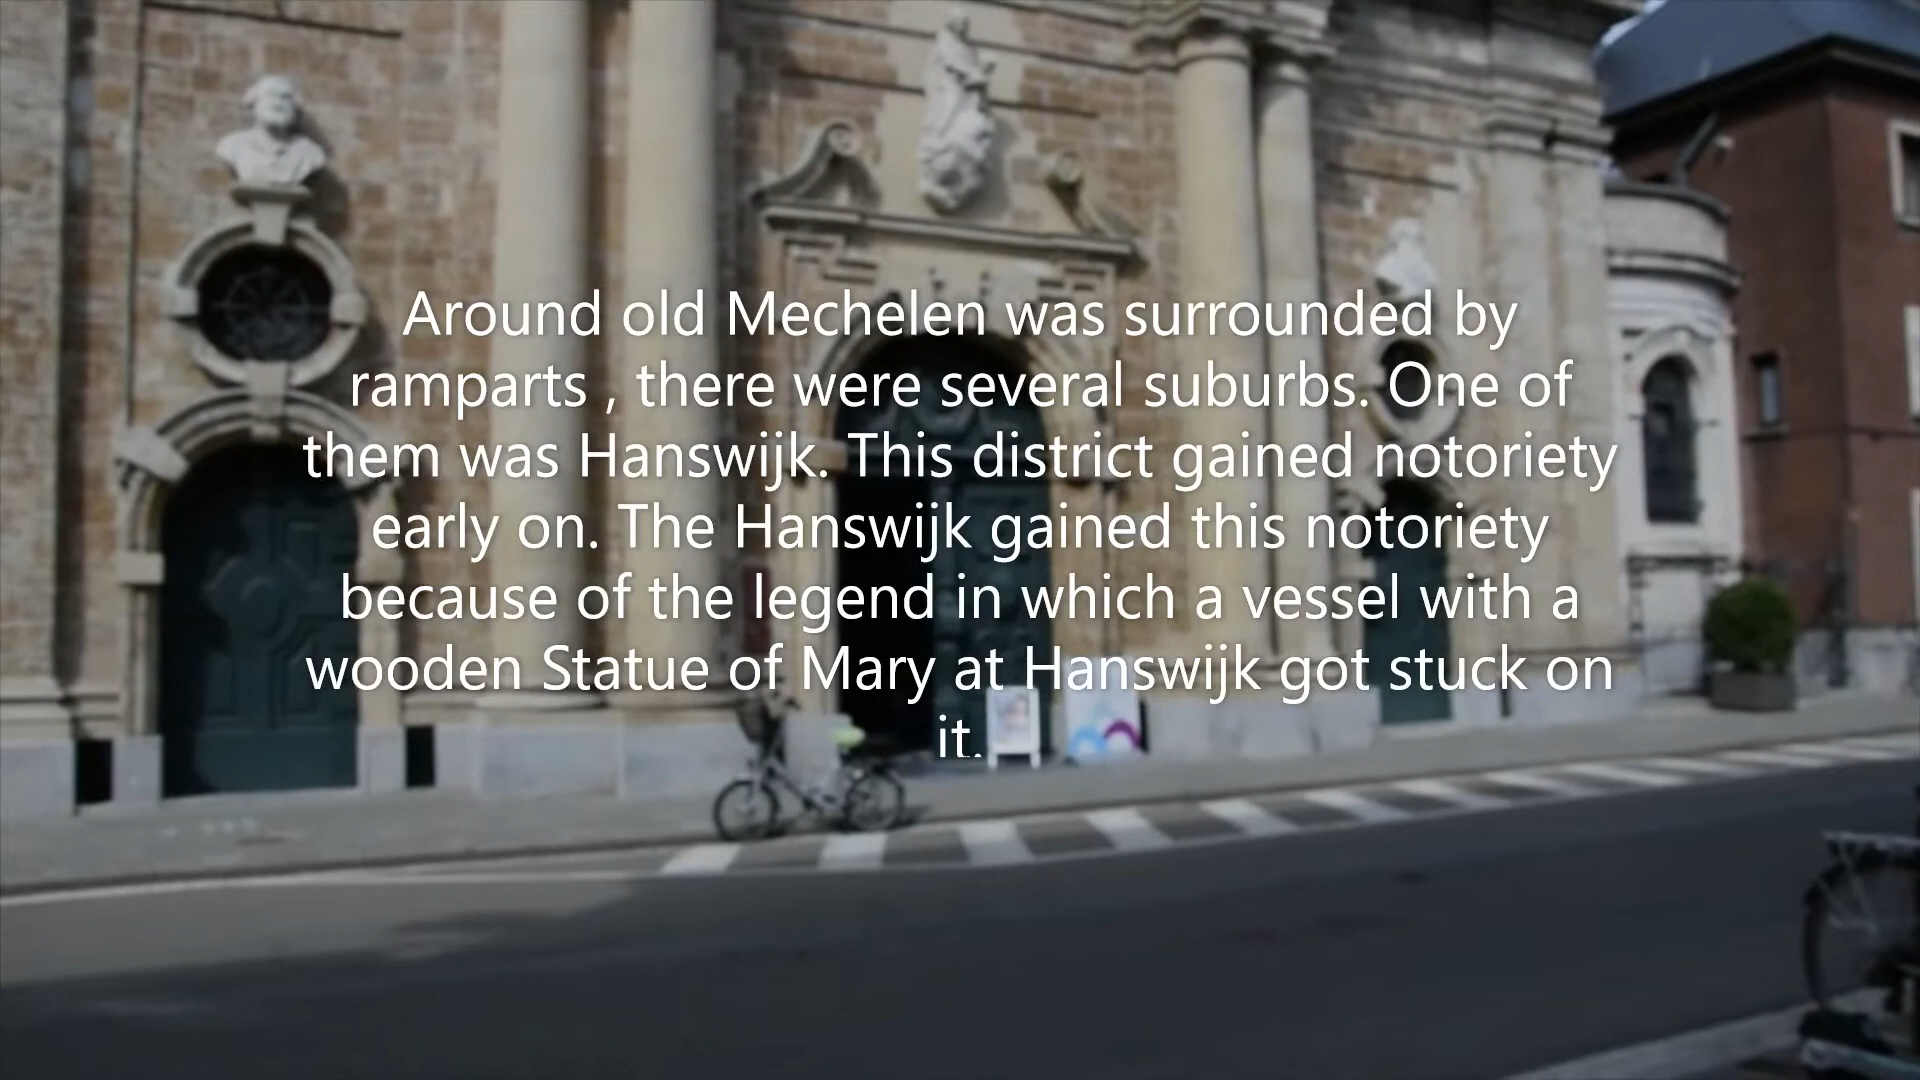 Around old Mechelen was surrounded by
ramparts , there were several suburbs. One of
them was Hanswijk. This district gained notoriety
early on. The Hanswijk gained this notoriety
because of the legend in which a vessel with a
wooden Statue of Mary at Hanswijk got stuck on
it.